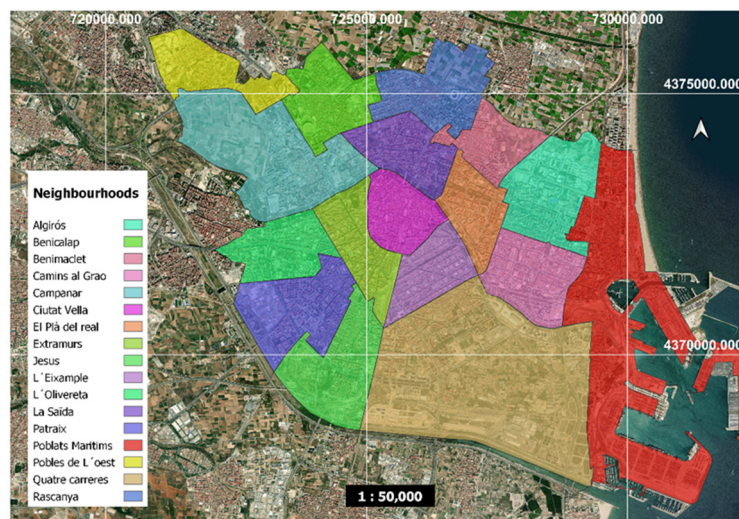 720000.000
725000.000
730000.000
4375000.000
Neighbourhoods
Algirós
Benicalap
Benimaclet
Camins al Grao
Campanar
Ciutat Vella
El Plà del real
Extramurs
Jesus
L´Eixample
L´Olivereta
La Saïda
Patraix
Poblats Maritims
Pobles de L´oest
Quatre carreres
Rascanya
4370000.000
1 : 50,000